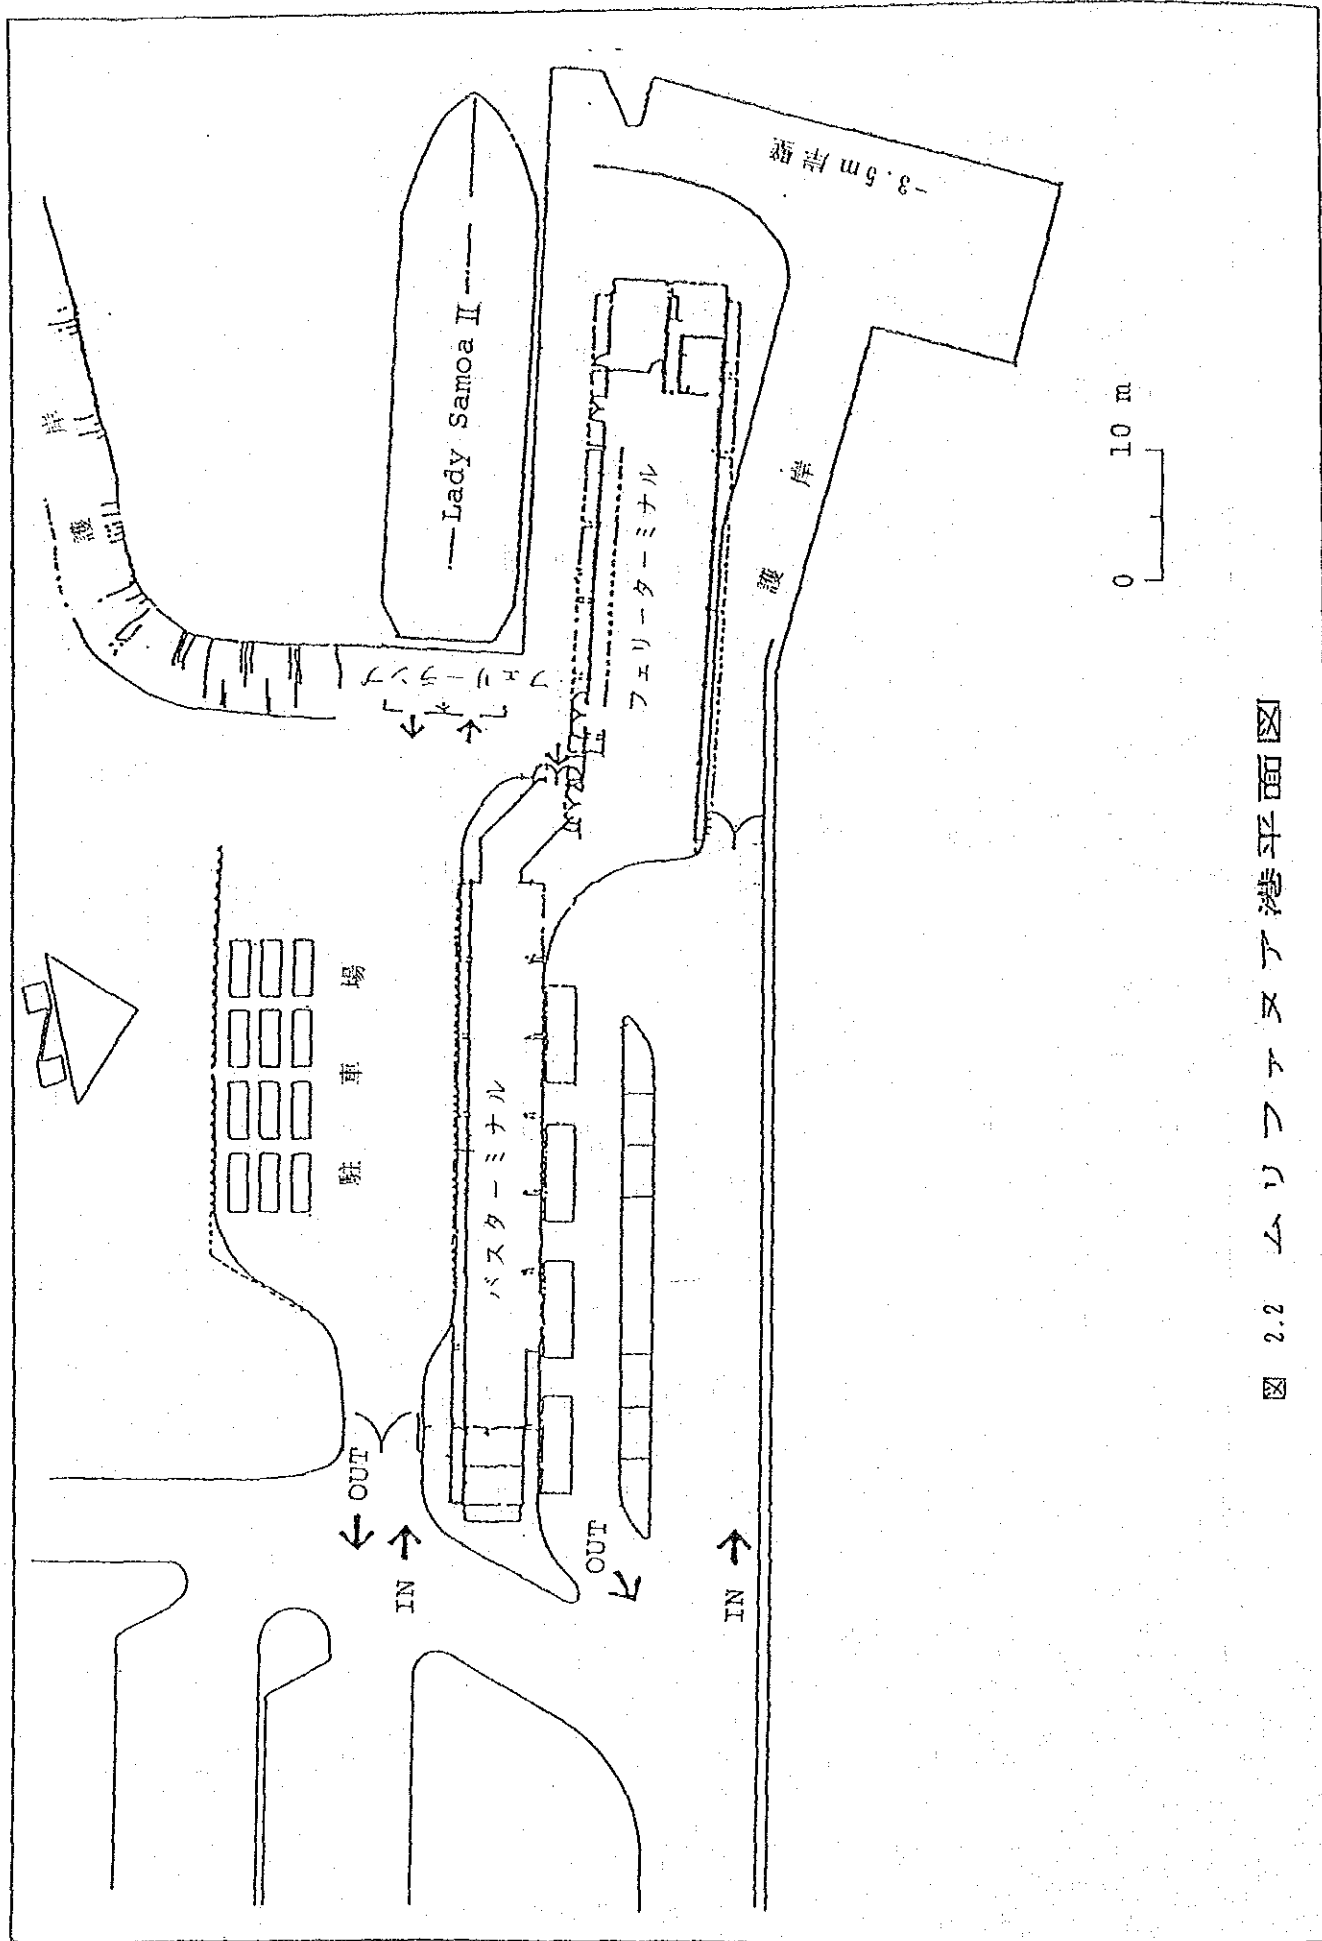 護岸
Lady Samoa II
-3.5m岸壁
フェリーランプ
フェリーターミナル
護岸
駐車場
バスターミナル
OUT
IN
OUT
IN
0 10 m
図 2.2 ムリファヌア港平面図